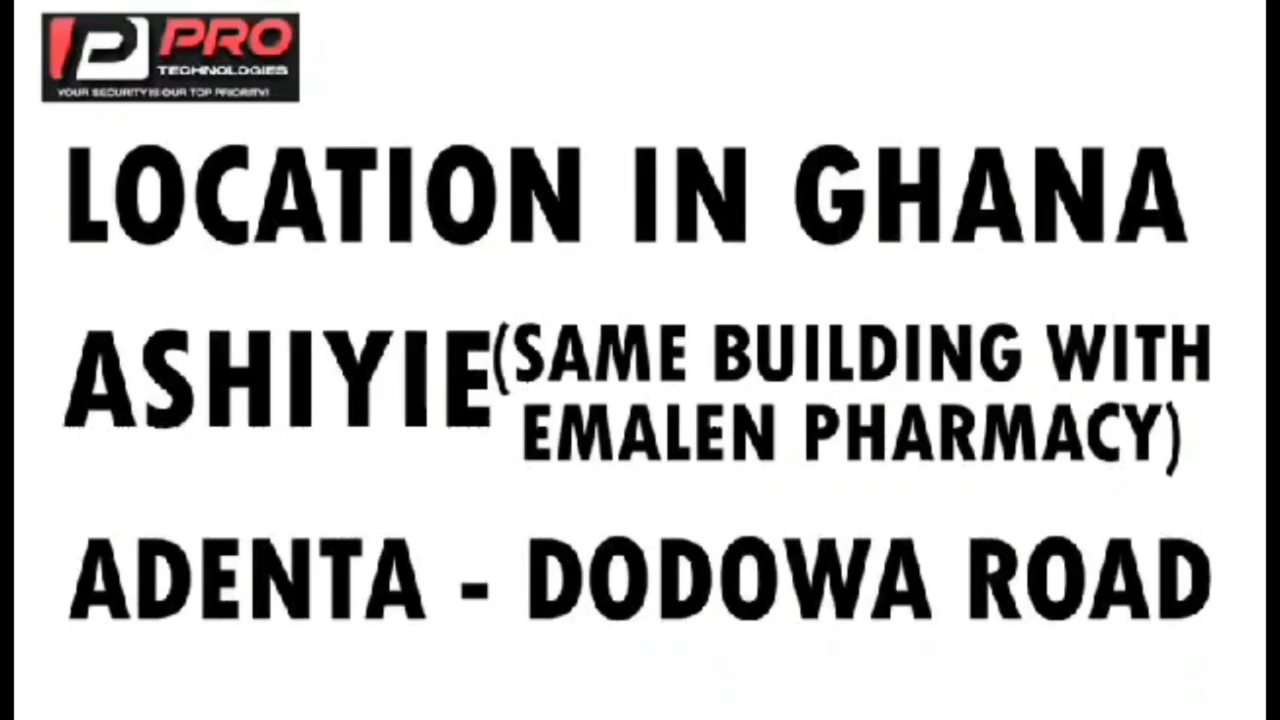 PRO
TECHNOLOGIES
YOUR SECURITY IS OUR TOP PRIORITY!
LOCATION IN GHANA
ASHIYIE (SAME BUILDING WITH
EMALEN PHARMACY)
ADENTA - DODOWA ROAD